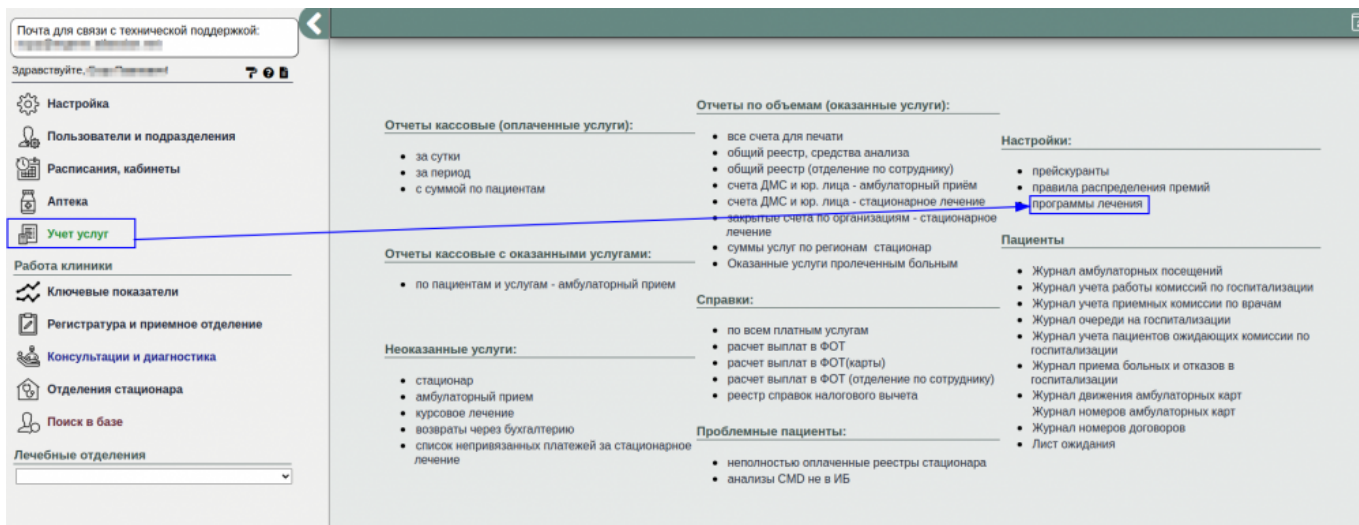 Почта для связи с технической поддержкой:
Здравствуйте,
Настройка
Пользователи и подразделения
Расписания, кабинеты
Аптека
Учет услуг
Работа клиники
Ключевые показатели
Регистратура и приемное отделение
Консультации и диагностика
Отделения стационара
Поиск в базе
Лечебные отделения
Отчеты кассовые (оплаченные услуги):
за сутки
за период
с суммой по пациентам
Отчеты кассовые с оказанными услугами:
по пациентам и услугам - амбулаторный прием
Неоказанные услуги:
стационар
амбулаторный прием
курсовое лечение
возвраты через бухгалтерию
список непривязанных платежей за стационарное
лечение
Отчеты по объемам (оказанные услуги):
все счета для печати
общий реестр, средства анализа
общий реестр (отделение по сотруднику)
счета ДМС и юр. лица - амбулаторный приём
счета ДМС и юр. лица - стационарное лечение
закрытые счета по организациям - стационарное
лечение
суммы услуг по регионам стационар
Оказанные услуги пролеченным больным
Справки:
по всем платным услугам
расчет выплат в ФОТ
расчет выплат в ФОТ(карты)
расчет выплат в ФОТ (отделение по сотруднику)
реестр справок налогового вычета
Проблемные пациенты:
неполностью оплаченные реестры стационара
анализы CMD не в ИБ
Настройки:
прейскуранты
правила распределения премий
программы лечения
Пациенты
Журнал амбулаторных посещений
Журнал учета работы комиссий по госпитализации
Журнал учета приемных комиссии по врачам
Журнал очереди на госпитализации
Журнал учета пациентов ожидающих комиссии по
госпитализации
Журнал приема больных и отказов в
госпитализации
Журнал движения амбулаторных карт
Журнал номеров амбулаторных карт
Журнал номеров договоров
Лист ожидания